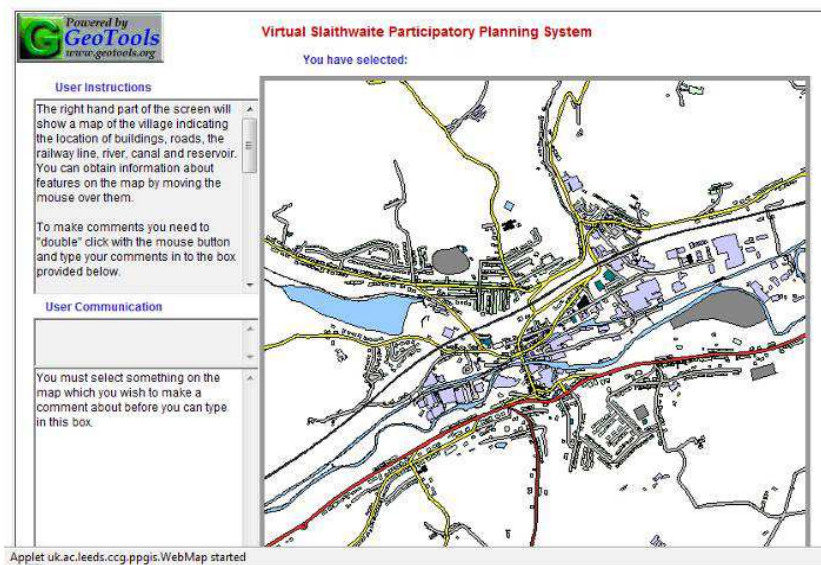 Powered by
GeoTools
www.geotools.org
Virtual Slaithwaite Participatory Planning System
You have selected:
User Instructions
The right hand part of the screen will
show a map of the village indicating
the location of buildings, roads, the
railway line, river, canal and reservoir.
You can obtain information about
features on the map by moving the
mouse over them.
To make comments you need to
"double" click with the mouse button
and type your comments in to the box
provided below.
User Communication
You must select something on the
map which you wish to make a
comment about before you can type
in this box.
Applet uk.ac.leeds.ccg.ppgis.WebMap started